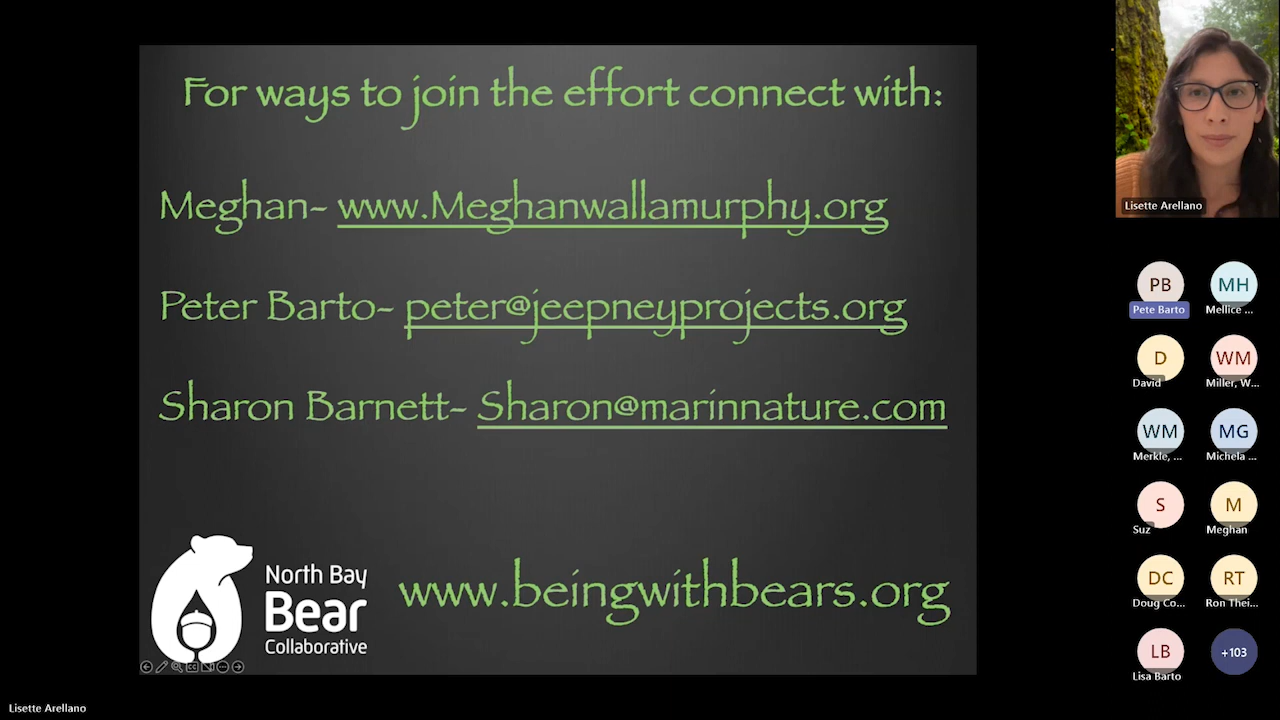 For ways to join the effort connect with:
Meghan- www.Meghanwallamurphy.org
Peter Barto- peter@jeepneyprojects.org
Sharon Barnett- Sharon@marinnature.com
North Bay
Bear
Collaborative
www.beingwithbears.org
Lisette Arellano
PB
MH
Pete Barto
Mellice ...
D
WM
David
Miller, W...
WM
MG
Merkle, ...
Michela ...
S
M
Suz
Meghan
DC
RT
Doug Co...
Ron Thei...
LB
+103
Lisa Barto
Lisette Arellano